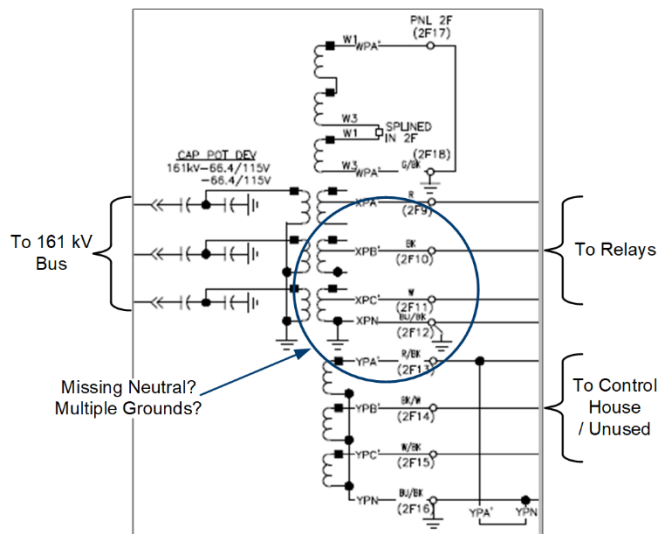 PNL 2F
(2F17)
W1
WPA'
W3
W1
SPLINED
IN 2F
(2F18)
W3
WPA'
G/BK
CAP POT DEV
161kV-66.4/115V
-66.4/115V
To 161 kV
Bus
XPA'
R
(2F9)
XPB'
BK
(2F10)
XPC'
W
(2F11)
XPN
BU/BK
(2F12)
To Relays
Missing Neutral?
Multiple Grounds?
YPA'
R/BK
(2F13)
YPB'
BK/W
(2F14)
YPC'
W/BK
(2F15)
YPN
BU/BK
(2F16)
YPA'
YPN
To Control
House
/ Unused